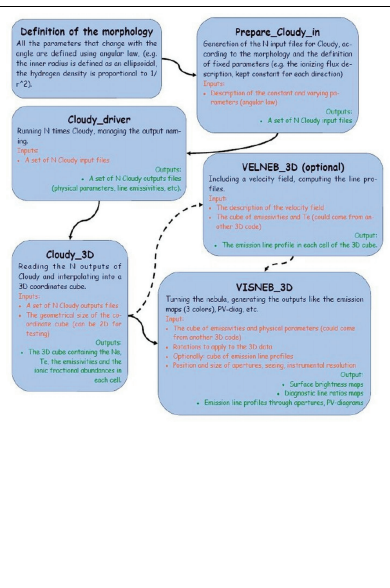 Definition of the morphology
All the parameters that change with the
angle are defined using angular law, (e.g.
the inner radius is defined as an ellipsoidal,
the hydrogen density is proportional to 1/
r^2).
Prepare_Cloudy_in
Generation of the N input files for Cloudy, ac-
cording to the morphology and the definition
of fixed parameters (e.g. the ionizing flux de-
scription, kept constant for each direction)
Inputs:
• Description of the constant and varying pa-
rameters (angular law).
Outputs:
• A set of N Cloudy input files
Cloudy_driver
Running N times Cloudy, managing the output nam-
ing.
Inputs:
• A set of N Cloudy input files
Outputs:
• A set of N Cloudy outputs files
(physical parameters, line emissivities, etc).
VELNEB_3D (optional)
Including a velocity field, computing the line pro-
files.
Input:
• The description of the velocity field
• The cube of emissivities and Te (could come from an
other 3D code)
Output:
• The emission line profile in each cell of the 3D cube.
Cloudy_3D
Reading the N outputs of
Cloudy and interpolating into a
3D coordinates cube.
Inputs:
• A set of N Cloudy outputs files
• The geometrical size of the co-
ordinate cube (can be 2D for
testing)
Outputs:
• The 3D cube containing the Ne,
Te, the emissivities and the
ionic fractional abundances in
each cell.
VISNEB_3D
Turning the nebula, generating the outputs like the emission
maps (3 colors), PV-diag, etc.
Input:
• The cube of emissivities and physical parameters (could come
from another 3D code)
• Rotations to apply to the 3D data
• Optionally: cube of emission line profiles
• Position and size of apertures, seeing, instrumental resolution
Output:
• Surface brightness maps
• Diagnostic line ratios maps
• Emission line profiles through apertures, PV-diagrams